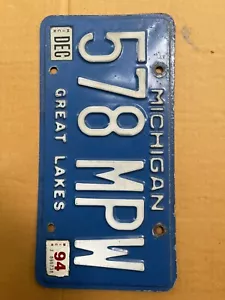 MICHIGAN
578 MPW
DEC
GREAT LAKES
94